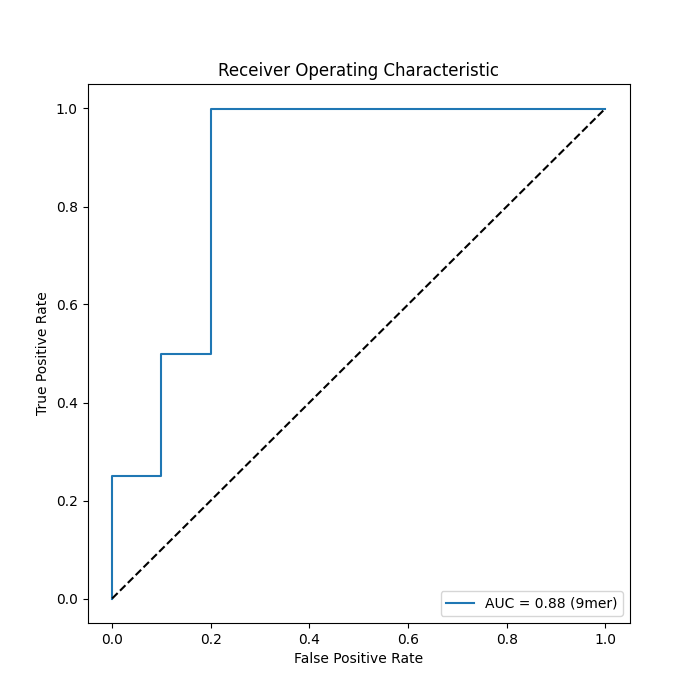 Receiver Operating Characteristic
1.0
0.8
0.6
0.4
0.2
0.0
True Positive Rate
AUC = 0.88 (9mer)
0.0 0.2 0.4 0.6 0.8 1.0
False Positive Rate